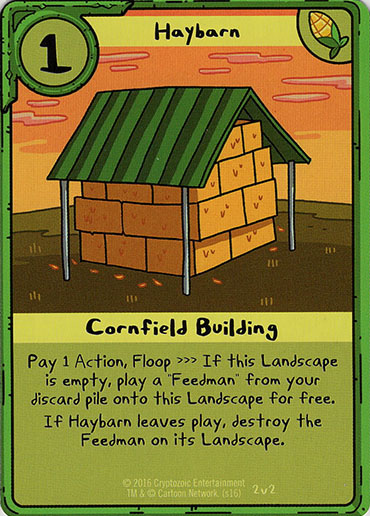 1
Haybarn
Cornfield Building
Pay 1 Action, Floop >>> If this Landscape
is empty, play a "Feedman" from your
discard pile onto this Landscape for free.
If Haybarn leaves play, destroy the
Feedman on its Landscape.
© 2016 Cryptozoic Entertainment
TM & © Cartoon Network. (s16)
2v2